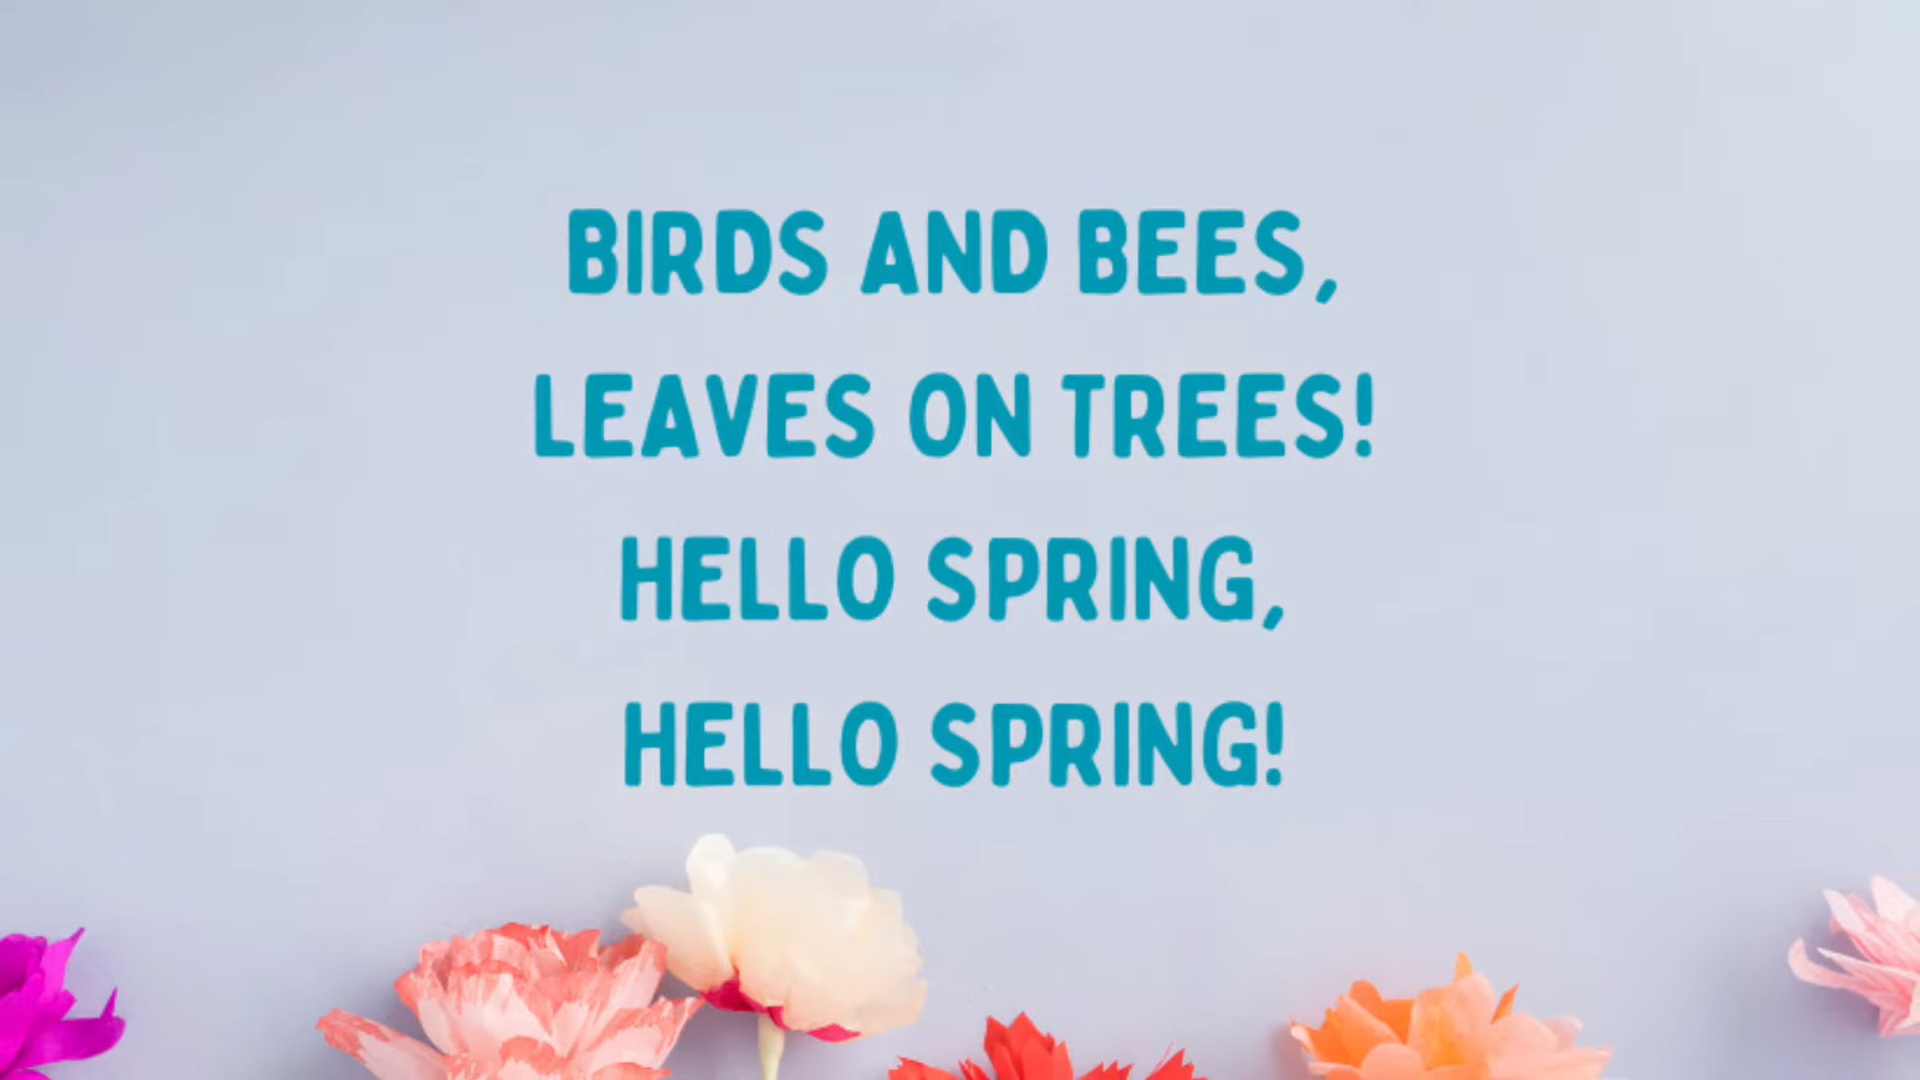 BIRDS AND BEES,
LEAVES ON TREES!
HELLO SPRING,
HELLO SPRING!